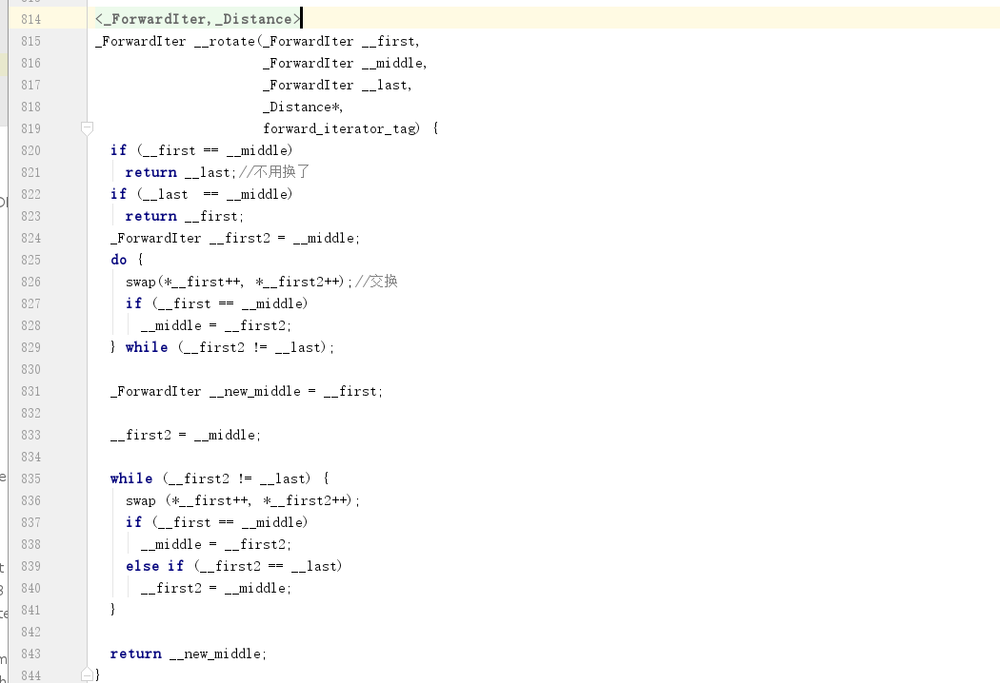 814 <_ForwardIter,_Distance>
815 _ForwardIter __rotate(_ForwardIter __first,
816 _ForwardIter __middle,
817 _ForwardIter __last,
818 _Distance*,
819 forward_iterator_tag) {
820 if (__first == __middle)
821 return __last;//不用换了
822 if (__last  == __middle)
823 return __first;
824 _ForwardIter __first2 = __middle;
825 do {
826 swap(*__first++, *__first2++);//交换
827 if (__first == __middle)
828 __middle = __first2;
829 } while (__first2 != __last);
830
831 _ForwardIter __new_middle = __first;
832
833 __first2 = __middle;
834
835 while (__first2 != __last) {
836 swap (*__first++, *__first2++);
837 if (__first == __middle)
838 __middle = __first2;
839 else if (__first2 == __last)
840 __first2 = __middle;
841 }
842
843 return __new_middle;
844 }